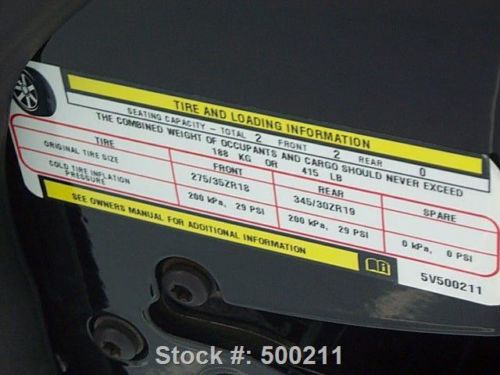 TIRE AND LOADING INFORMATION
SEATING CAPACITY - TOTAL 2 FRONT 2 REAR 0
THE COMBINED WEIGHT OF OCCUPANTS AND CARGO SHOULD NEVER EXCEED
188 KG OR 415 LB
TIRE FRONT REAR SPARE
ORIGINAL TIRE SIZE 275/35ZR18 345/30ZR19
COLD TIRE INFLATION
PRESSURE 200 kPa, 29 PSI 200 kPa, 29 PSI 0 kPa, 0 PSI
SEE OWNERS MANUAL FOR ADDITIONAL INFORMATION
5V500211
Stock #: 500211